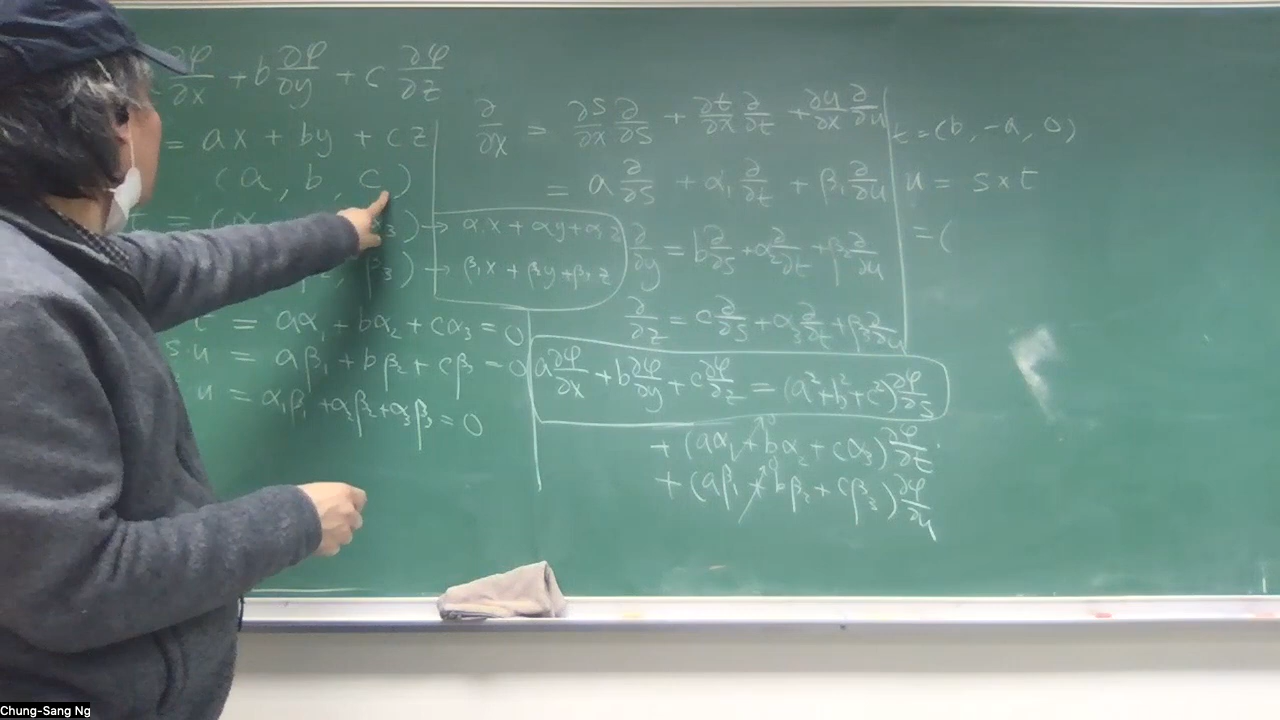 ∂φ/∂x + b ∂φ/∂y + c ∂φ/∂z
= ax + by + cz
(a, b, c)
t = (α , α₃) → α₁x + α₂y + α₃z
β₂, β₃) → β₁x + β₂y + β₃z
t = aα₁ + bα₂ + cα₃ = 0
s·u = aβ₁ + bβ₂ + cβ₃ = 0
u = α₁β₁ + α₂β₂ + α₃β₃ = 0
∂/∂x = ∂s/∂x ∂/∂s + ∂t/∂x ∂/∂t + ∂u/∂x ∂/∂u
= a ∂/∂s + α₁ ∂/∂t + β₁ ∂/∂u
∂/∂y = b ∂/∂s + α₂ ∂/∂t + β₂ ∂/∂u
∂/∂z = c ∂/∂s + α₃ ∂/∂t + β₃ ∂/∂u
a ∂φ/∂x + b ∂φ/∂y + c ∂φ/∂z = (a² + b² + c²) ∂φ/∂s
+ (aα₁ + bα₂ + cα₃) ∂φ/∂t
+ (aβ₁ + bβ₂ + cβ₃) ∂φ/∂u
t = (b, -a, 0)
u = s × t
= (
Chung-Sang Ng